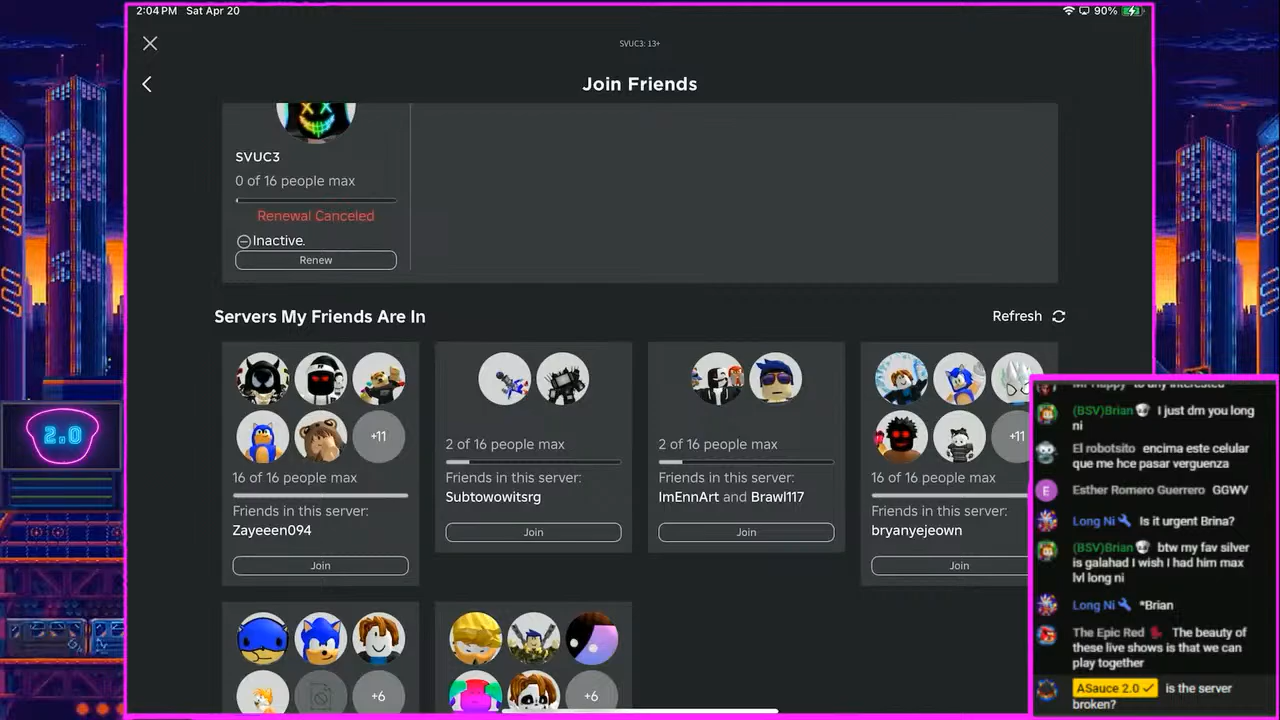 2:04 PM Sat Apr 20
90%
SVUC3: 13+
Join Friends
SVUC3
0 of 16 people max
Renewal Canceled
Inactive.
Renew
Servers My Friends Are In
Refresh
+11
16 of 16 people max
Friends in this server:
Zayeeen094
Join
2 of 16 people max
Friends in this server:
Subtowowitsrg
Join
2 of 16 people max
Friends in this server:
ImEnnArt and Brawl117
Join
+11
16 of 16 people max
Friends in this server:
bryanyejeown
Join
+6
+6
2.0
Mr Happy to any interested
(BSV)Brian I just dm you long
ni
El robotsito encima este celular
que me hce pasar verguenza
E
Esther Romero Guerrero GGWV
Long Ni Is it urgent Brina?
(BSV)Brian btw my fav silver
is galahad I wish I had him max
lvl long ni
Long Ni *Brian
The Epic Red The beauty of
these live shows is that we can
play together
ASauce 2.0 is the server
broken?